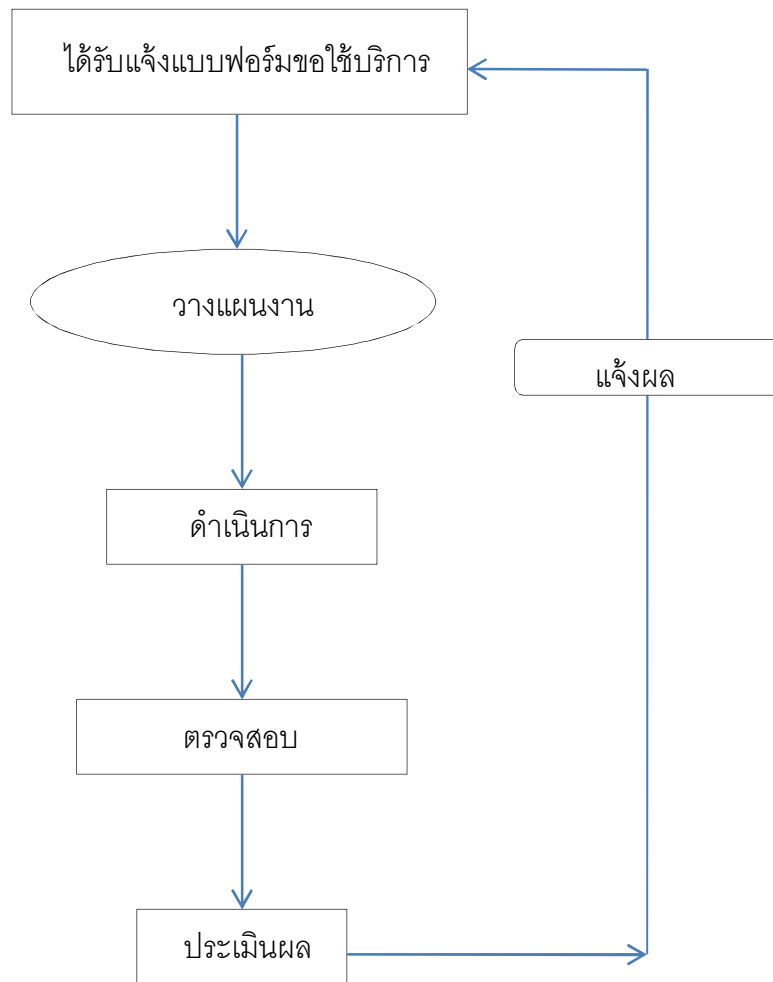 ได้รับแจ้งแบบฟอร์มขอใช้บริการ
วางแผนงาน
แจ้งผล
ดำเนินการ
ตรวจสอบ
ประเมินผล